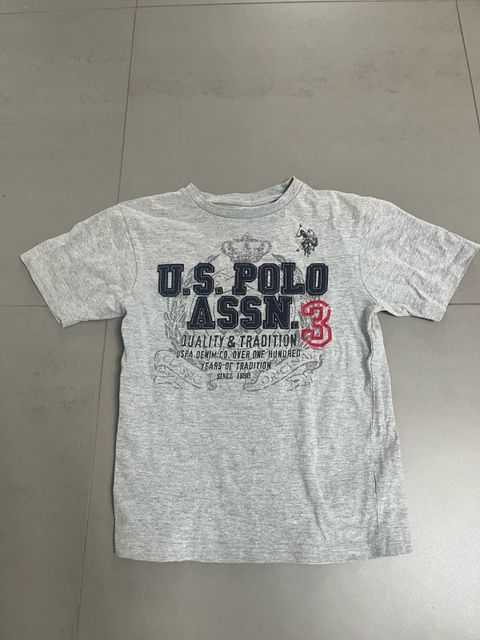 U.S. POLO
ASSN.
3
QUALITY & TRADITION
USPA DENIM CO. OVER ONE HUNDRED
YEARS OF TRADITION
SINCE 1890